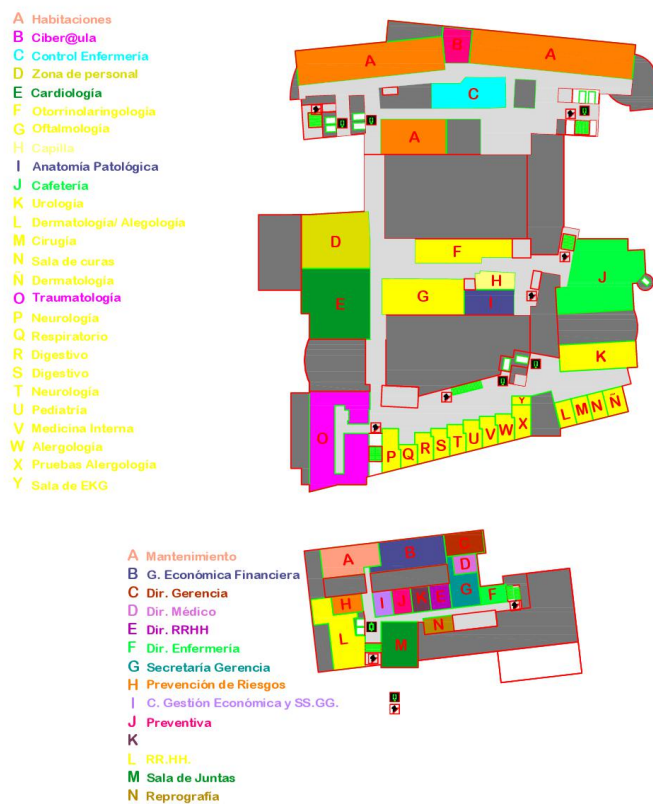 A Habitaciones
B Ciber@ula
C Control Enfermería
D Zona de personal
E Cardiología
F Otorrinolaringología
G Oftalmología
H Capilla
I Anatomía Patológica
J Cafetería
K Urología
L Dermatología/ Alegología
M Cirugía
N Sala de curas
Ñ Dermatología
O Traumatología
P Neurología
Q Respiratorio
R Digestivo
S Digestivo
T Neurología
U Pediatría
V Medicina Interna
W Alergología
X Pruebas Alergología
Y Sala de EKG
A B A
C
A
D F
E G H I J
K
O P Q R S T U V W X Y L M N Ñ
A Mantenimiento
B G. Económica Financiera
C Dir. Gerencia
D Dir. Médico
E Dir. RRHH
F Dir. Enfermería
G Secretaría Gerencia
H Prevención de Riesgos
I C. Gestión Económica y SS.GG.
J Preventiva
K
L RR.HH.
M Sala de Juntas
N Reprografía
A B C
D
H I J K E G F
L M N